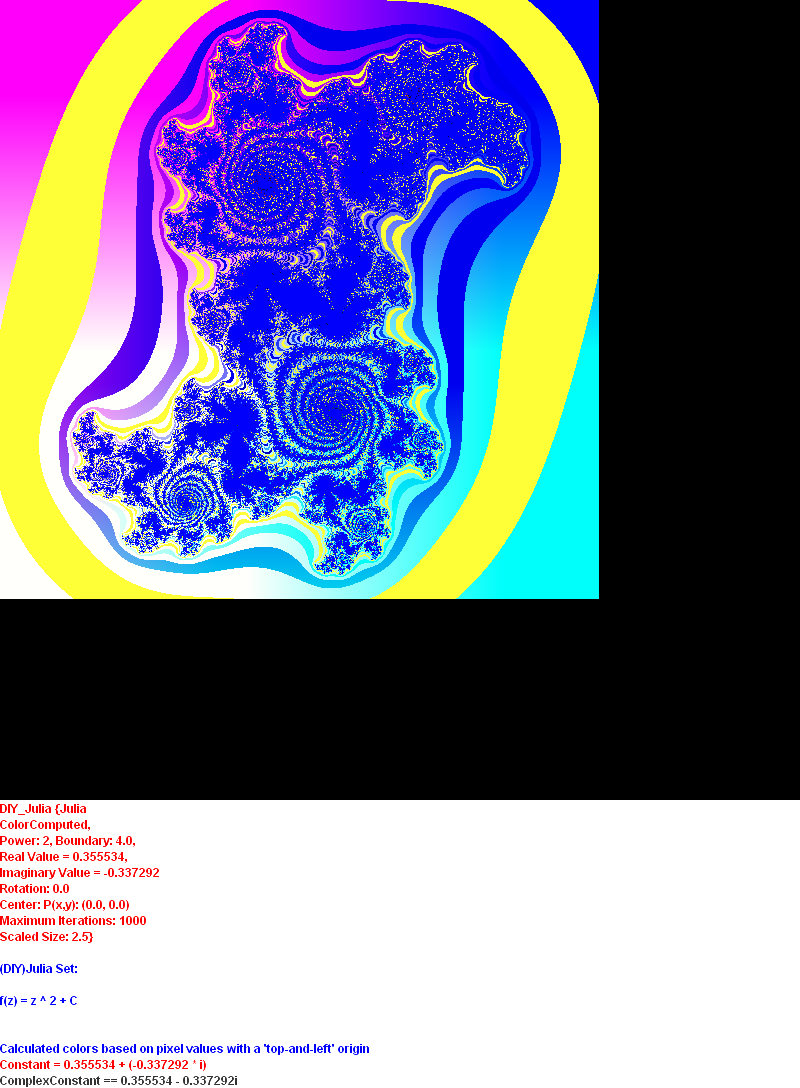 DIY_Julia {Julia
ColorComputed,
Power: 2, Boundary: 4.0,
Real Value = 0.355534,
Imaginary Value = -0.337292
Rotation: 0.0
Center: P(x,y): (0.0, 0.0)
Maximum Iterations: 1000
Scaled Size: 2.5}
(DIY)Julia Set:
f(z) = z ^ 2 + C
Calculated colors based on pixel values with a 'top-and-left' origin
Constant = 0.355534 + (-0.337292 * i)
ComplexConstant == 0.355534 - 0.337292i